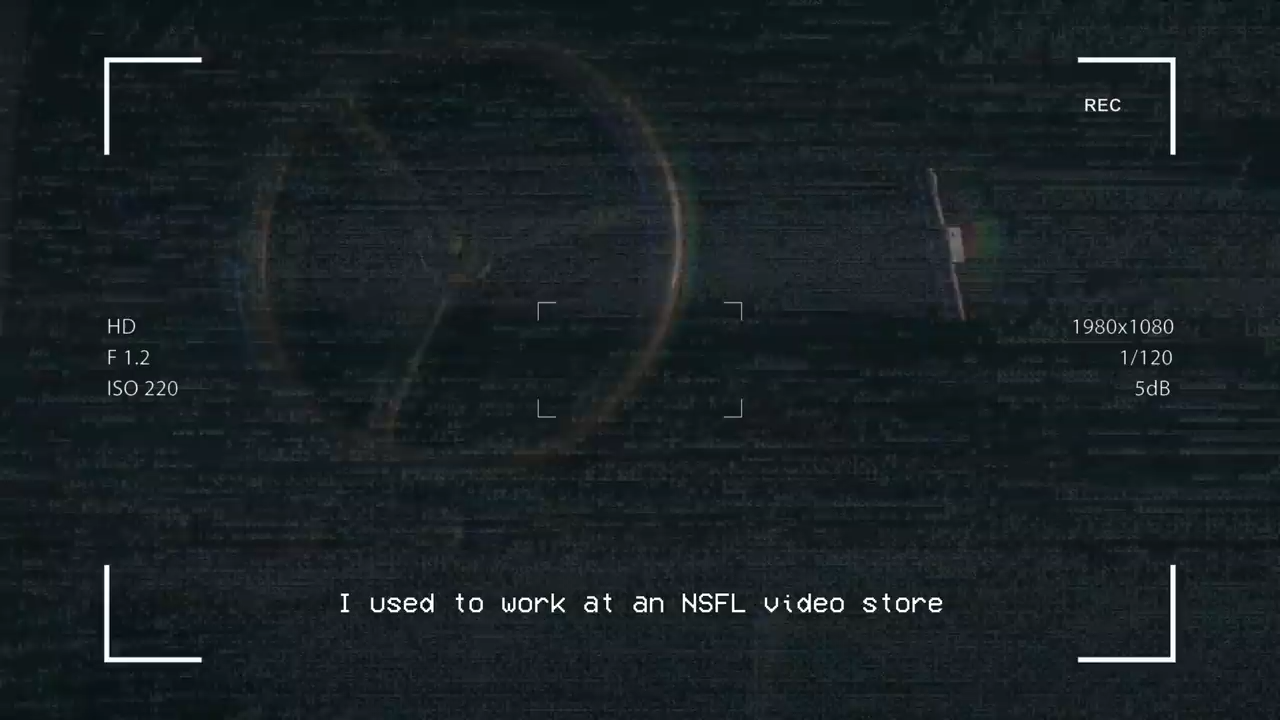 REC
HD
F 1.2
ISO 220
1980x1080
1/120
5dB
I used to work at an NSFL video store